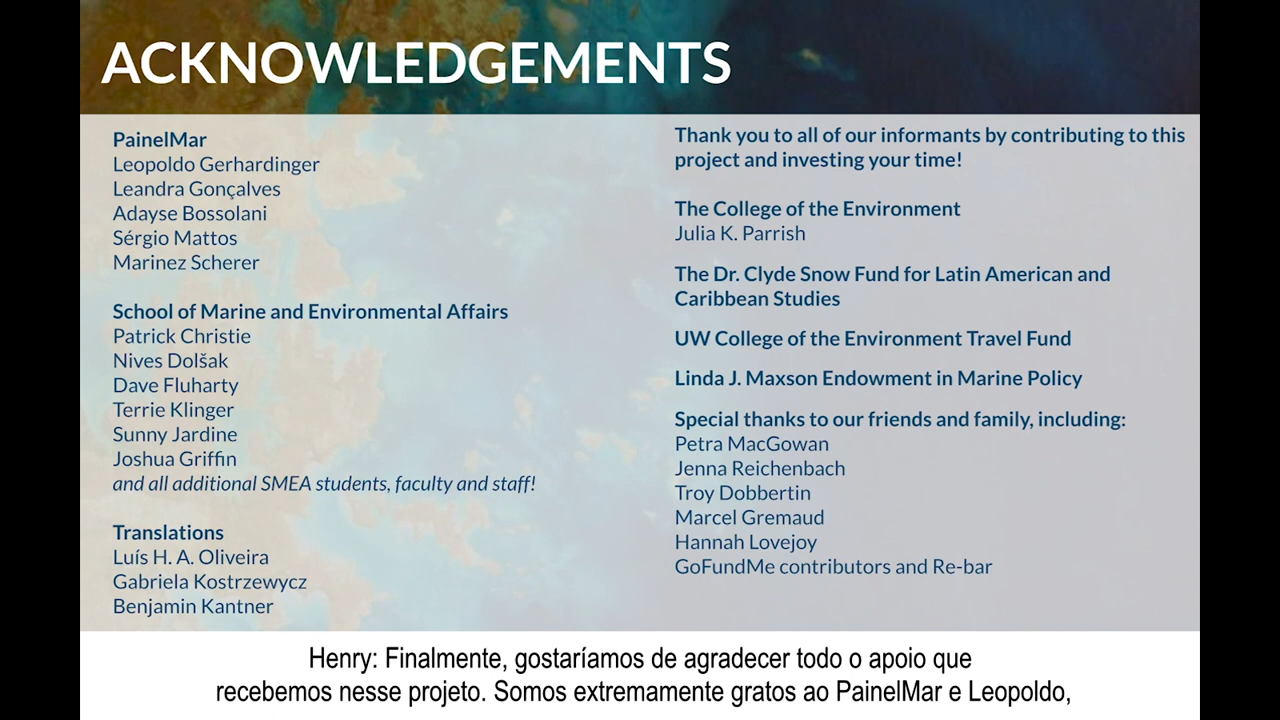 ACKNOWLEDGEMENTS
PainelMar
Leopoldo Gerhardinger
Leandra Gonçalves
Adayse Bossolani
Sérgio Mattos
Marinez Scherer
School of Marine and Environmental Affairs
Patrick Christie
Nives Dolšak
Dave Fluharty
Terrie Klinger
Sunny Jardine
Joshua Griffin
and all additional SMEA students, faculty and staff!
Translations
Luís H. A. Oliveira
Gabriela Kostrzewycz
Benjamin Kantner
Thank you to all of our informants by contributing to this
project and investing your time!
The College of the Environment
Julia K. Parrish
The Dr. Clyde Snow Fund for Latin American and
Caribbean Studies
UW College of the Environment Travel Fund
Linda J. Maxson Endowment in Marine Policy
Special thanks to our friends and family, including:
Petra MacGowan
Jenna Reichenbach
Troy Dobbertin
Marcel Gremaud
Hannah Lovejoy
GoFundMe contributors and Re-bar
Henry: Finalmente, gostaríamos de agradecer todo o apoio que
recebemos nesse projeto. Somos extremamente gratos ao PainelMar e Leopoldo,